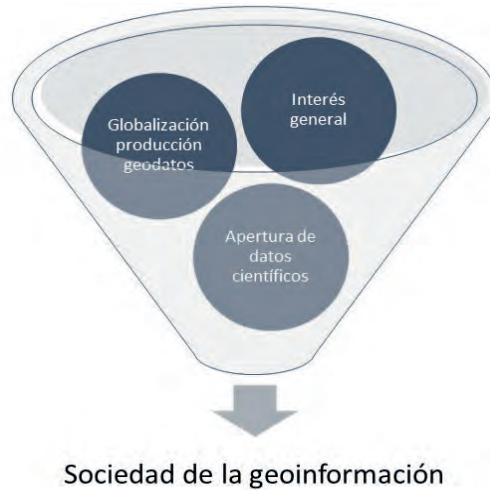 Globalización
producción
geodatos
Interés
general
Apertura de
datos
científicos
Sociedad de la geoinformación